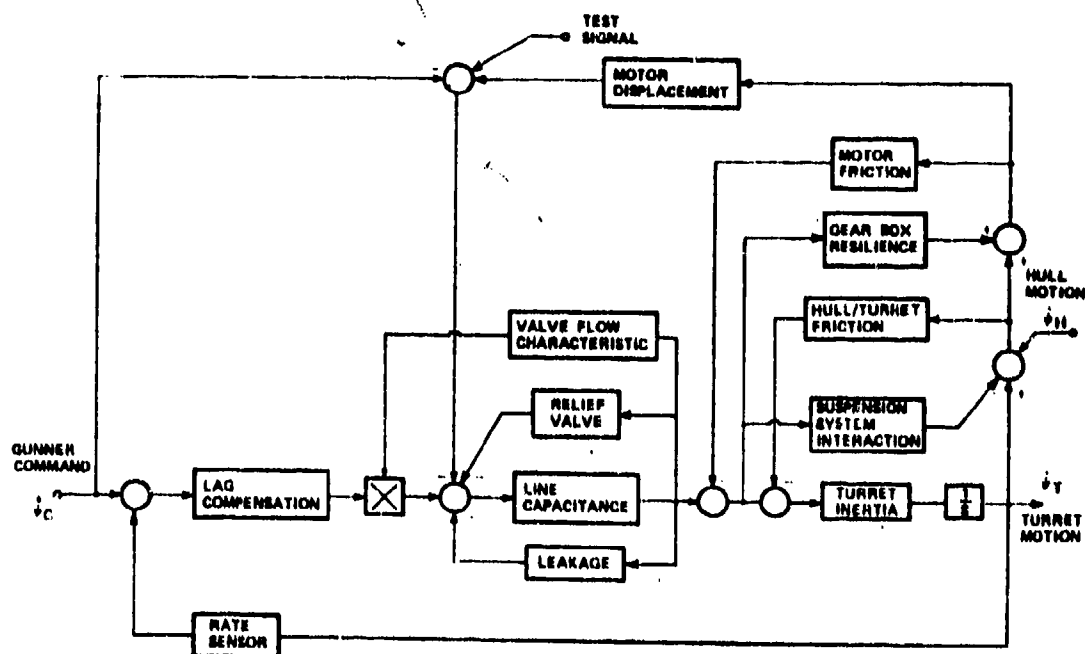 TEST
SIGNAL
MOTOR
DISPLACEMENT
MOTOR
FRICTION
GEAR BOX
RESILIENCE
HULL
MOTION
HULL/TURRET
FRICTION
VALVE FLOW
CHARACTERISTIC
ψ̇H
RELIEF
VALVE
SUSPENSION
SYSTEM
INTERACTION
GUNNER
COMMAND
ψ̇C
LAG
COMPENSATION
LINE
CAPACITANCE
TURRET
INERTIA
ψ̇T
TURRET
MOTION
LEAKAGE
RATE
SENSOR